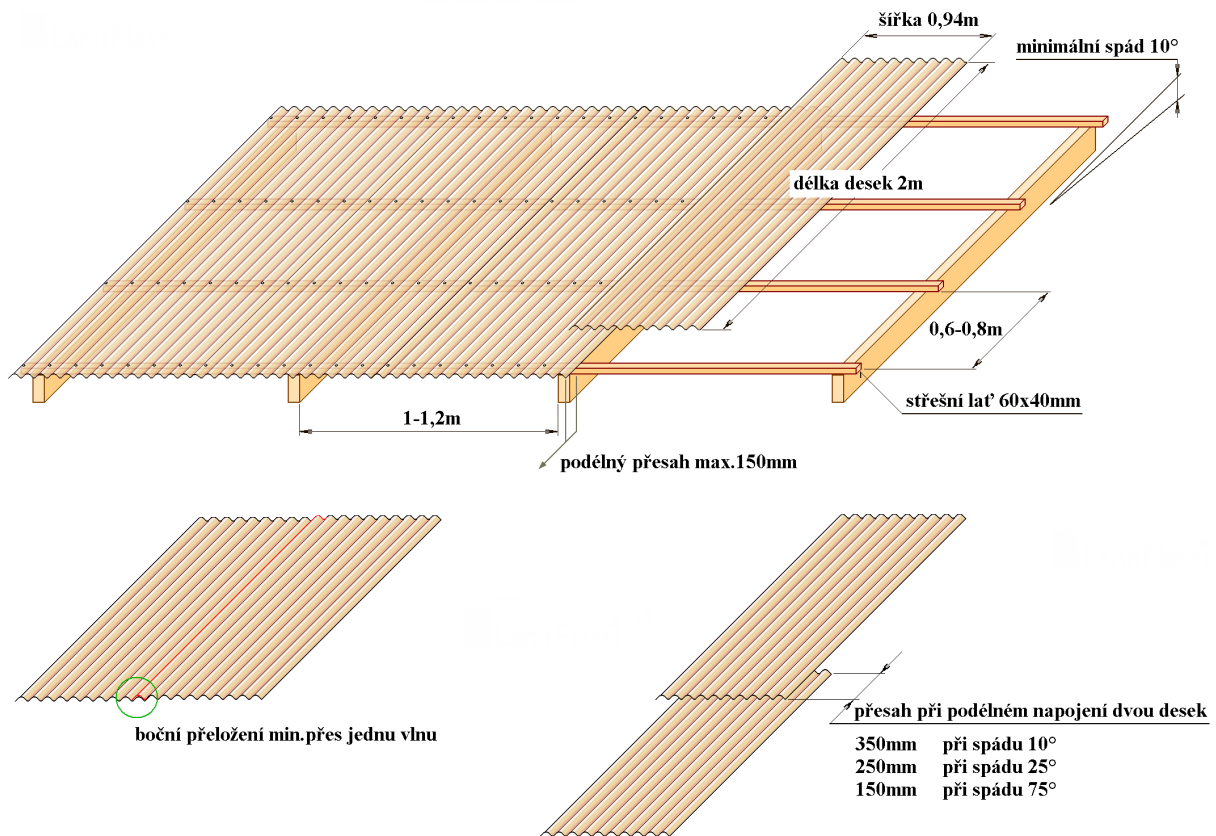 šířka 0,94m
minimální spád 10°
délka desek 2m
0,6-0,8m
střešní lať 60x40mm
1-1,2m
podélný přesah max.150mm
boční přeložení min.přes jednu vlnu
přesah při podélném napojení dvou desek
350mm při spádu 10°
250mm při spádu 25°
150mm při spádu 75°